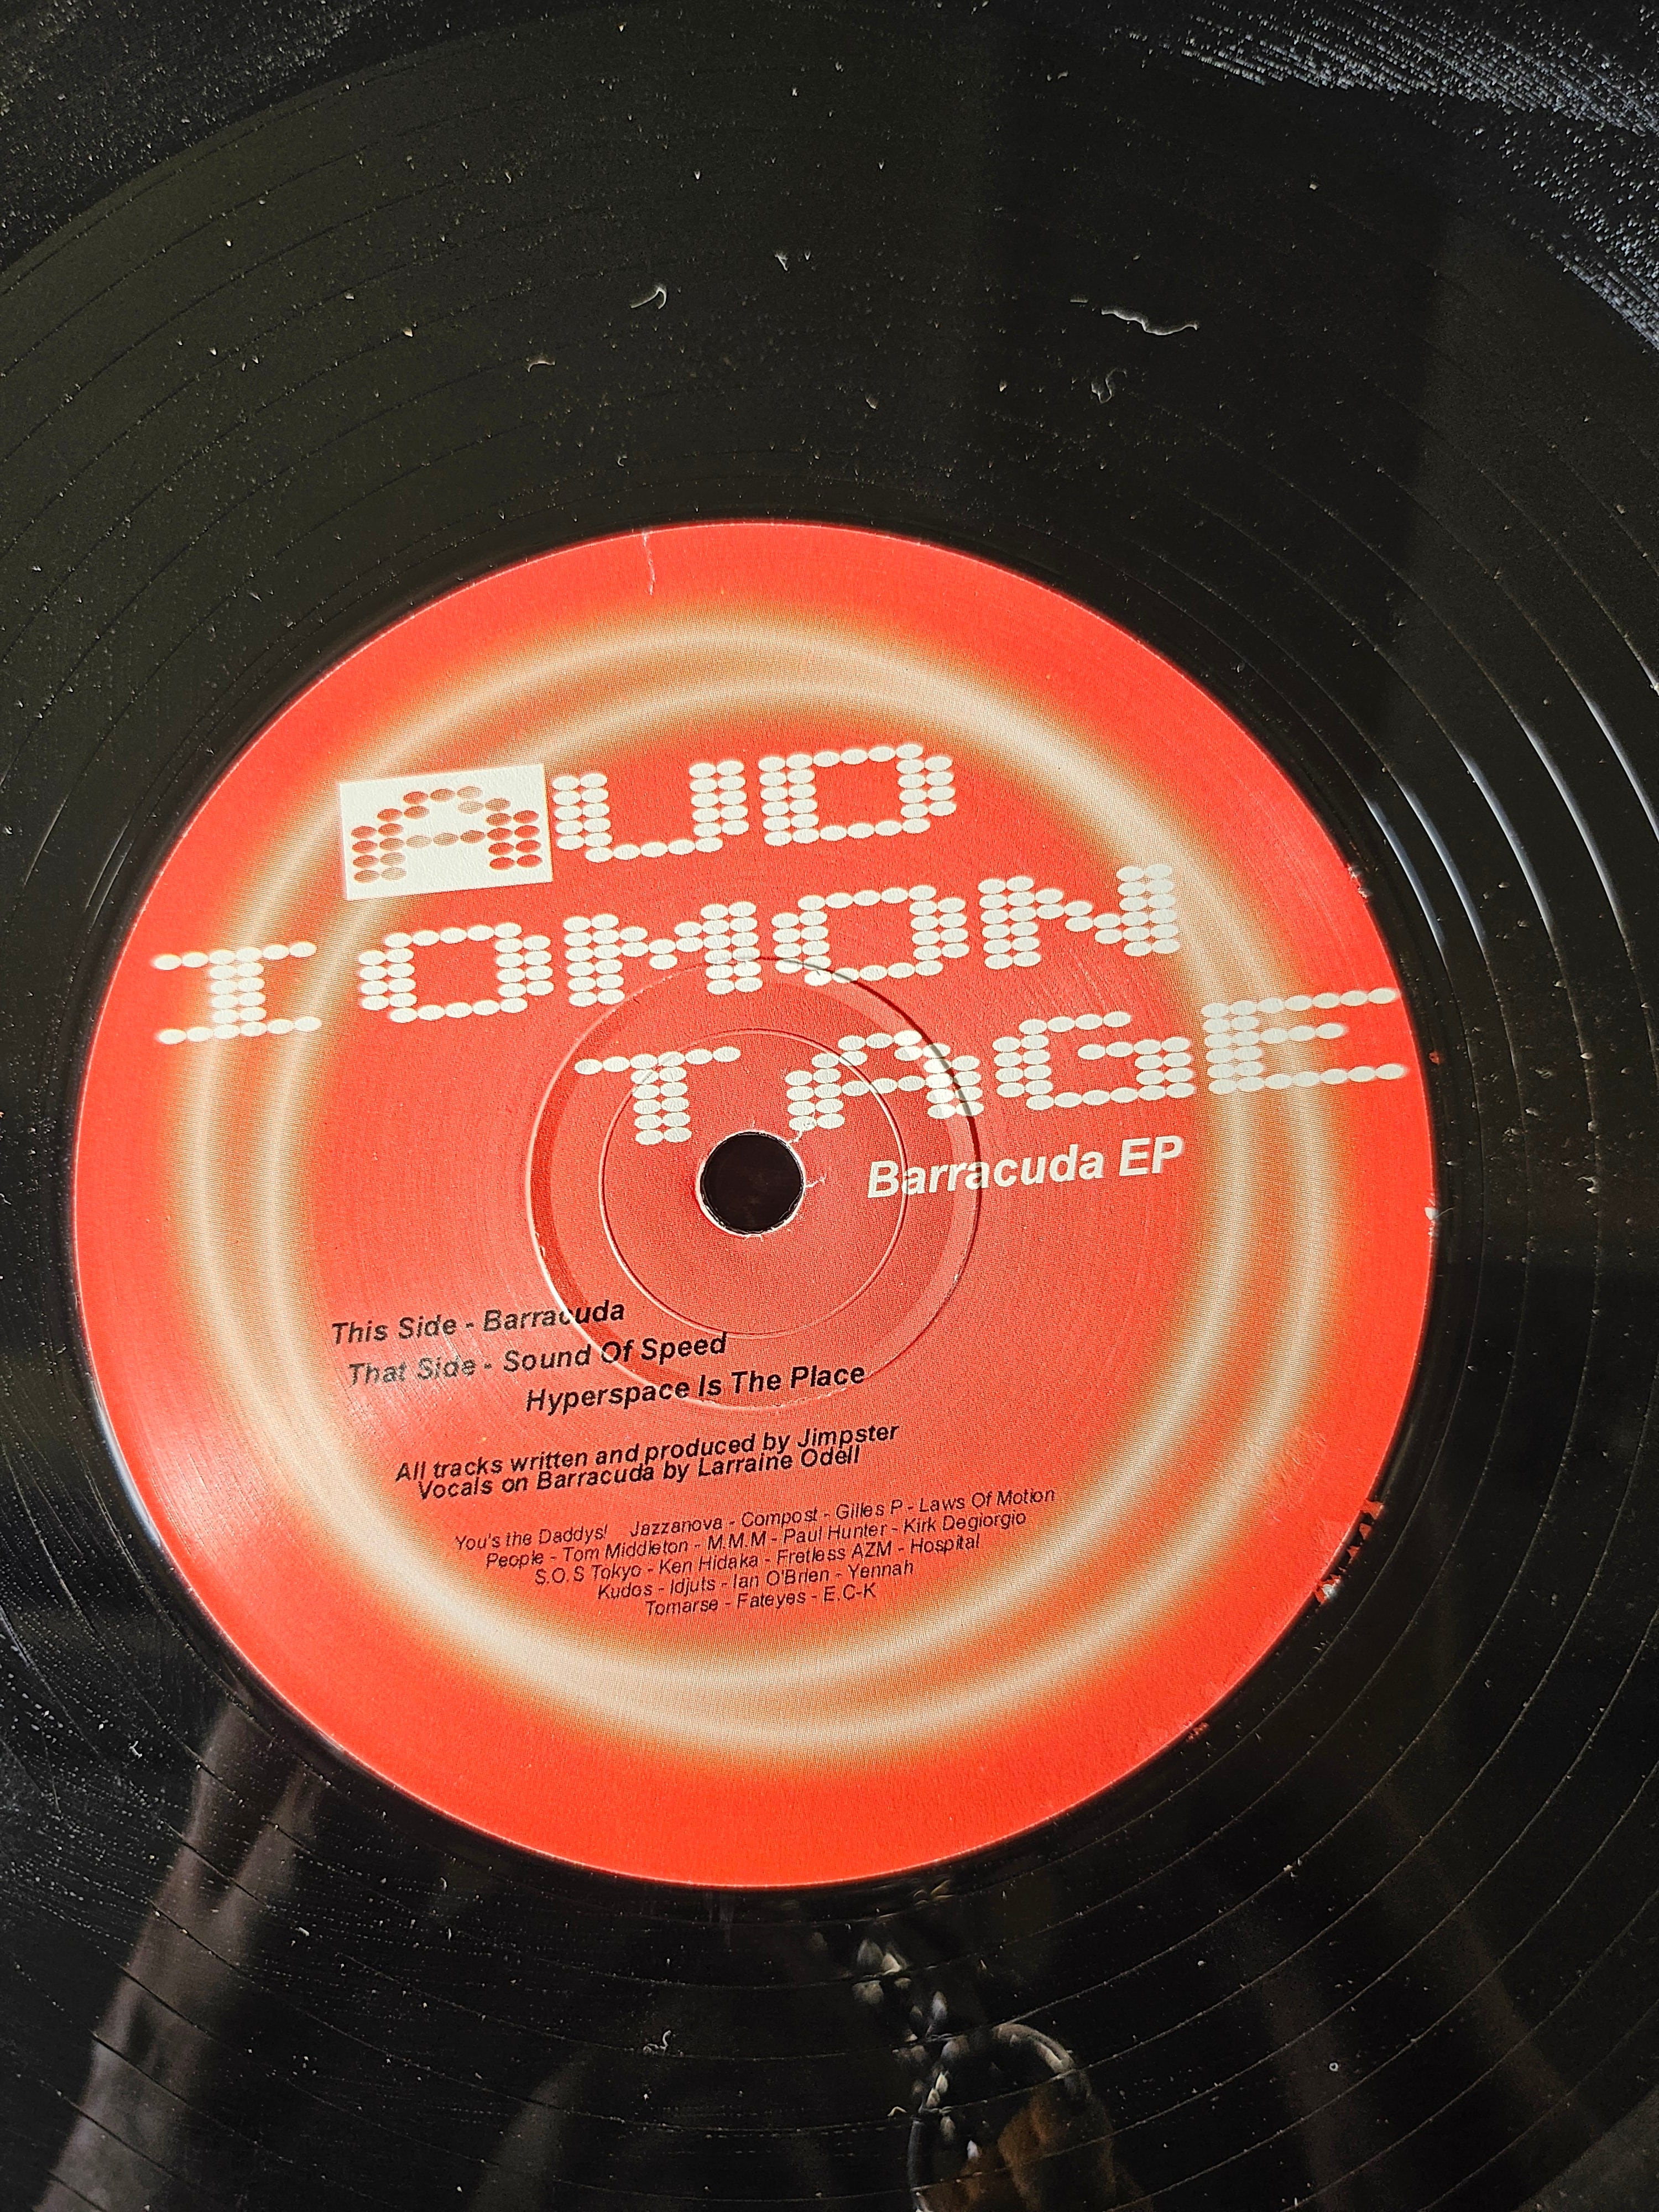 AUD
IOMON
TAGE
Barracuda EP
This Side - Barracuda
That Side - Sound Of Speed
Hyperspace Is The Place
All tracks written and produced by Jimpster
Vocals on Barracuda by Larraine Odell
You's the Daddys! Jazzanova - Compost - Gilles P - Laws Of Motion
People - Tom Middleton - M.M.M - Paul Hunter - Kirk Degiorgio
S.O.S Tokyo - Ken Hidaka - Fretless AZM - Hospital
Kudos - Idjuts - Ian O'Brien - Yennah
Tomarse - Fateyes - E.C-K